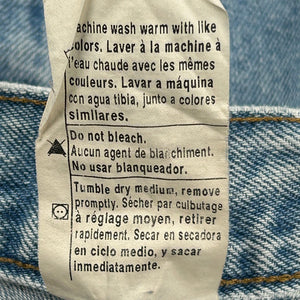 achine wash warm with like
olors. Laver à la machine à
l'eau chaude avec les mêmes
couleurs. Lavar a máquina
con agua tibia, junto a colores
similares.
Do not bleach.
Aucun agent de blanchiment.
No usar blanqueador.
Tumble dry medium, remove
promptly. Sécher par culbutage
à réglage moyen, retirer
rapidement. Secar en secadora
en ciclo medio, y sacar
inmediatamente.